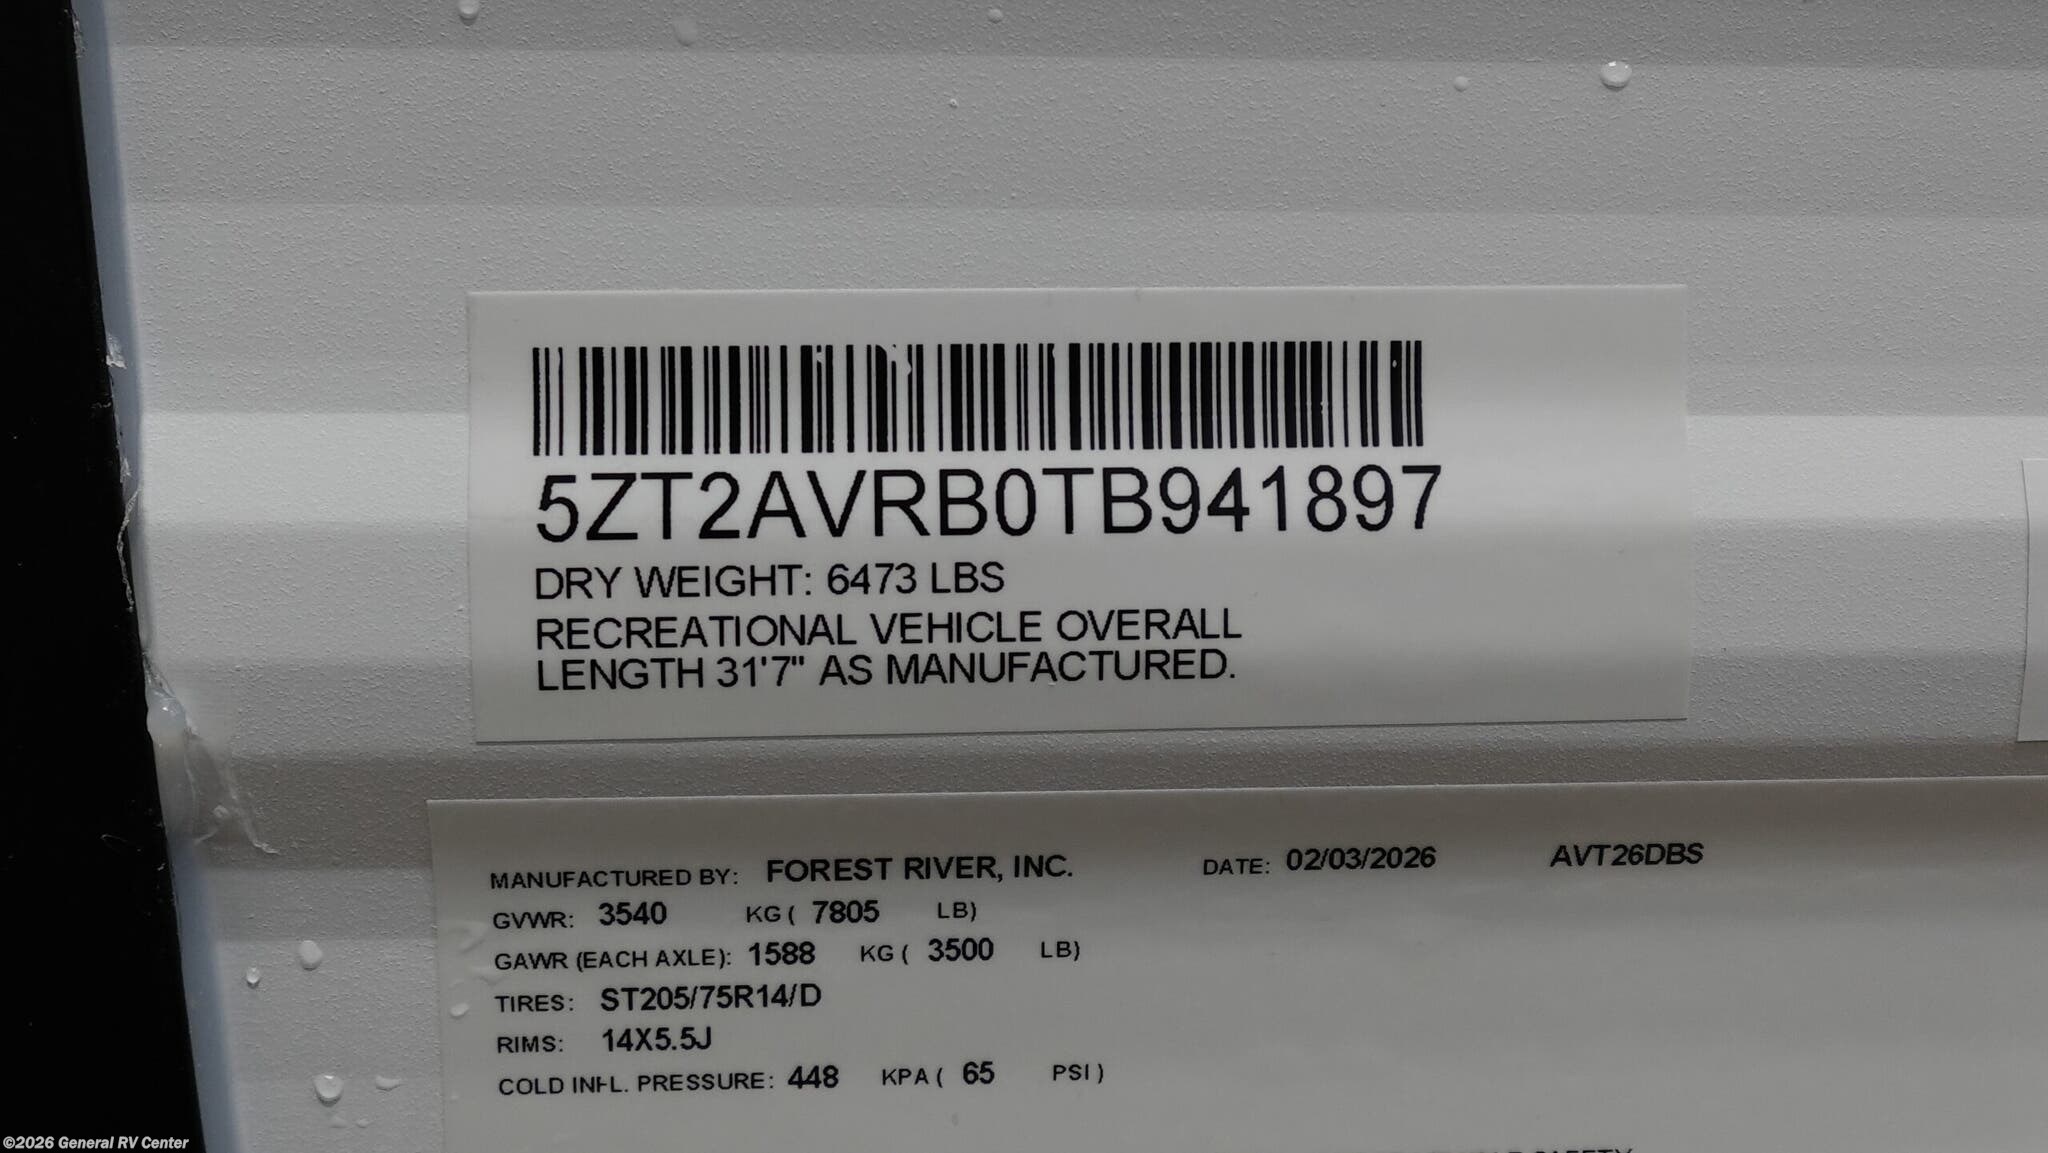 5ZT2AVRB0TB941897
DRY WEIGHT: 6473 LBS
RECREATIONAL VEHICLE OVERALL
LENGTH 31'7" AS MANUFACTURED.
MANUFACTURED BY: FOREST RIVER, INC. DATE: 02/03/2026 AVT26DBS
GVWR: 3540 KG ( 7805 LB)
GAWR (EACH AXLE): 1588 KG ( 3500 LB)
TIRES: ST205/75R14/D
RIMS: 14X5.5J
COLD INFL. PRESSURE: 448 KPA ( 65 PSI )
©2026 General RV Center